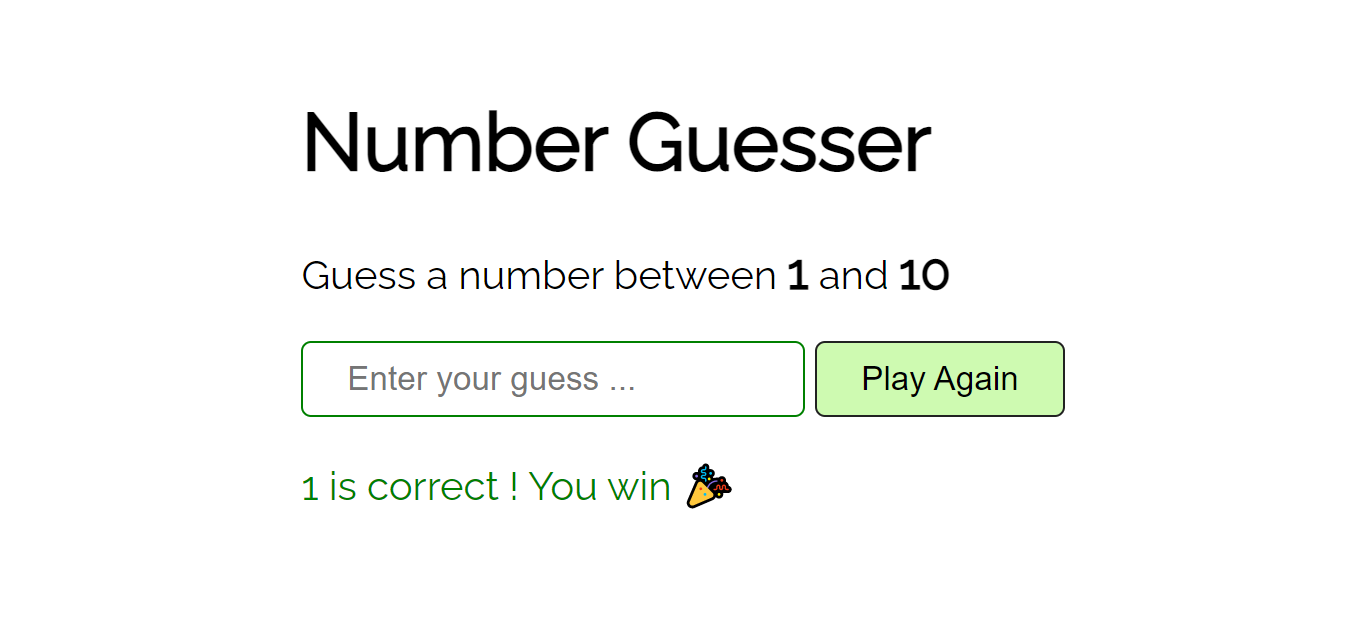 Number Guesser
Guess a number between 1 and 10
Enter your guess ...
Play Again
1 is correct ! You win 🎉